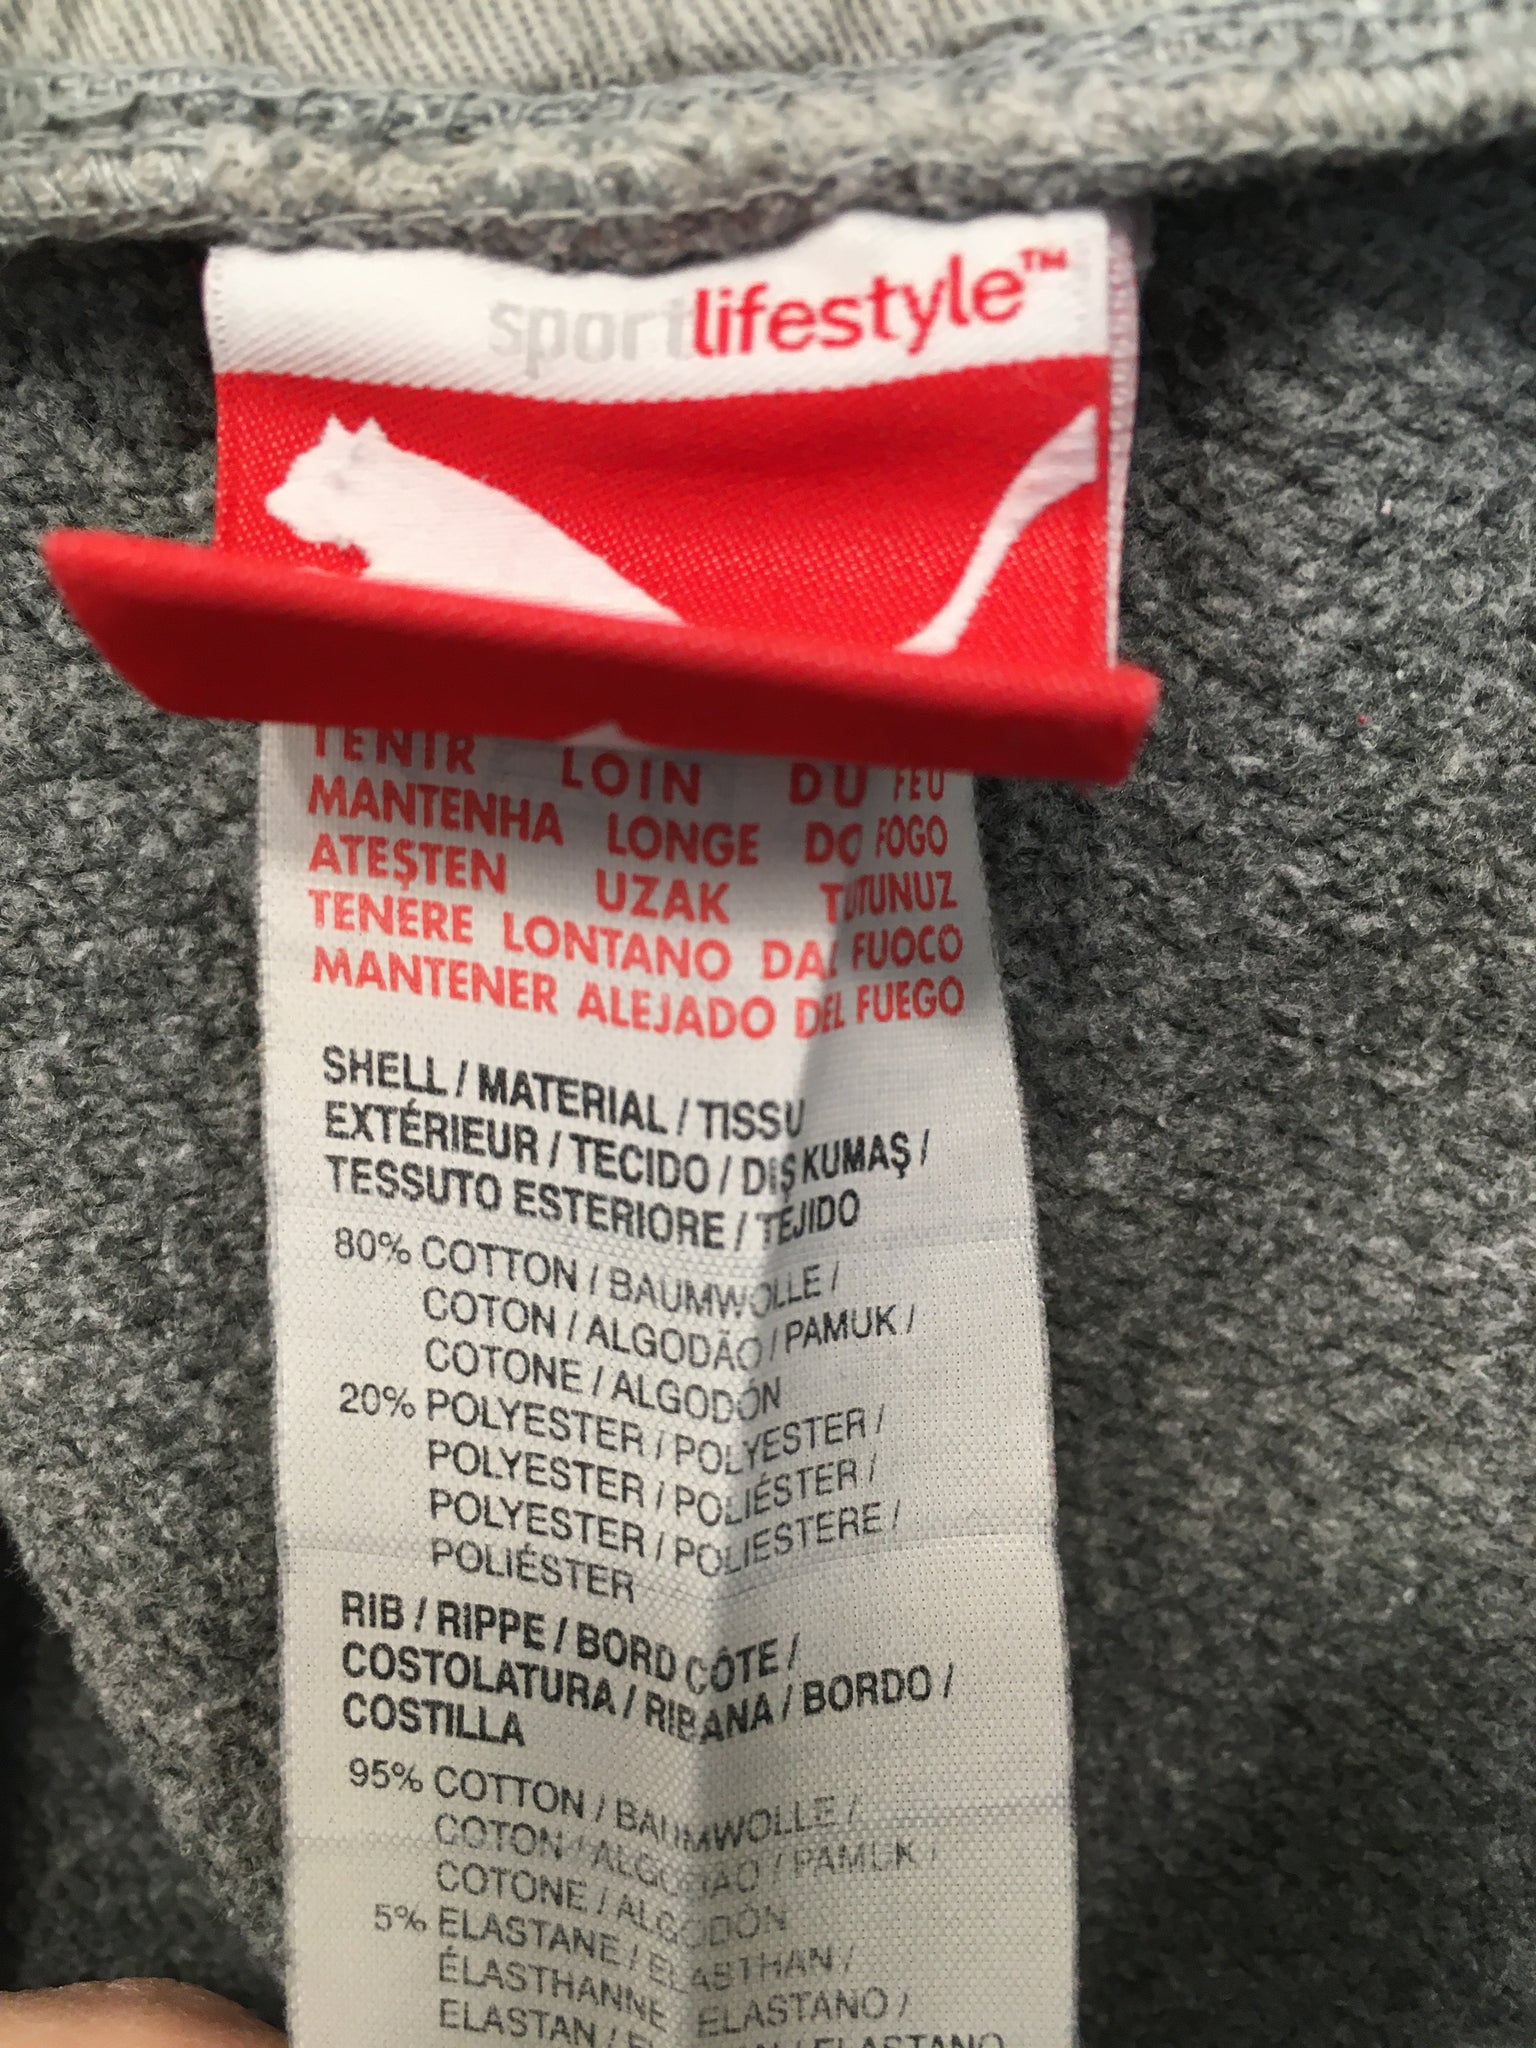 sportlifestyle™
TENIR LOIN DU FEU
MANTENHA LONGE DO FOGO
ATEŞTEN UZAK TUTUNUZ
TENERE LONTANO DAL FUOCO
MANTENER ALEJADO DEL FUEGO
SHELL / MATERIAL / TISSU
EXTÉRIEUR / TECIDO / DIŞ KUMAŞ /
TESSUTO ESTERIORE / TEJIDO
80% COTTON / BAUMWOLLE /
COTON / ALGODÃO / PAMUK /
COTONE / ALGODÓN
20% POLYESTER / POLYESTER /
POLYESTER / POLIÉSTER /
POLYESTER / POLIESTERE /
POLIÉSTER
RIB / RIPPE / BORD CÔTE /
COSTOLATURA / RIBANA / BORDO /
COSTILLA
95% COTTON / BAUMWOLLE /
COTON / ALGODÃO / PAMUK /
COTONE / ALGODÓN
5% ELASTANE / ELASTHAN /
ÉLASTHANNE ELASTANO /
ELASTAN / ELASTANO